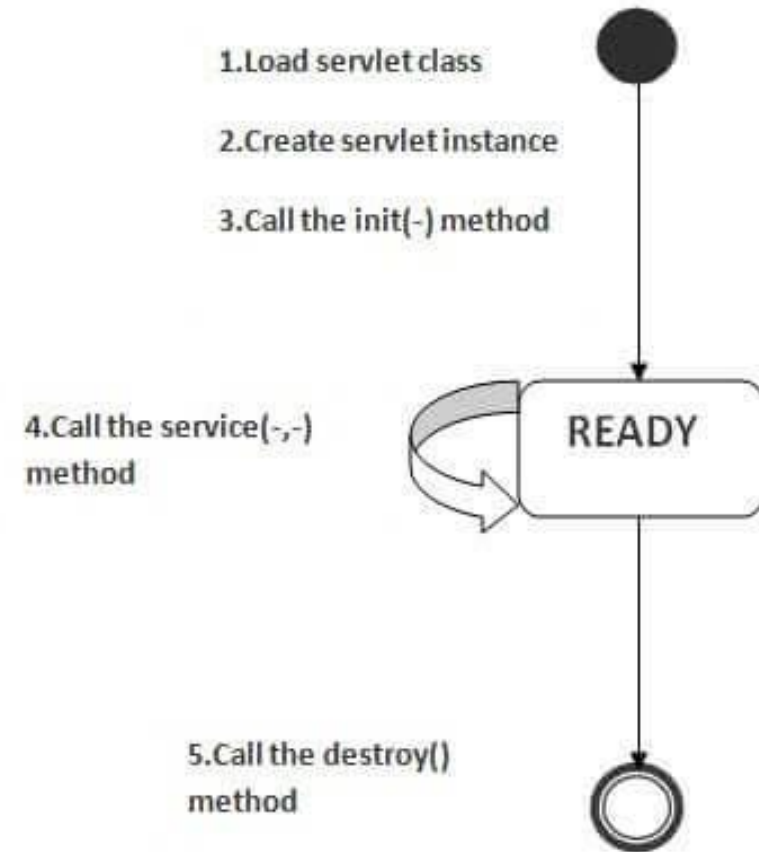 1.Load servlet class
2.Create servlet instance
3.Call the init(-) method
4.Call the service(-,-)
method
READY
5.Call the destroy()
method